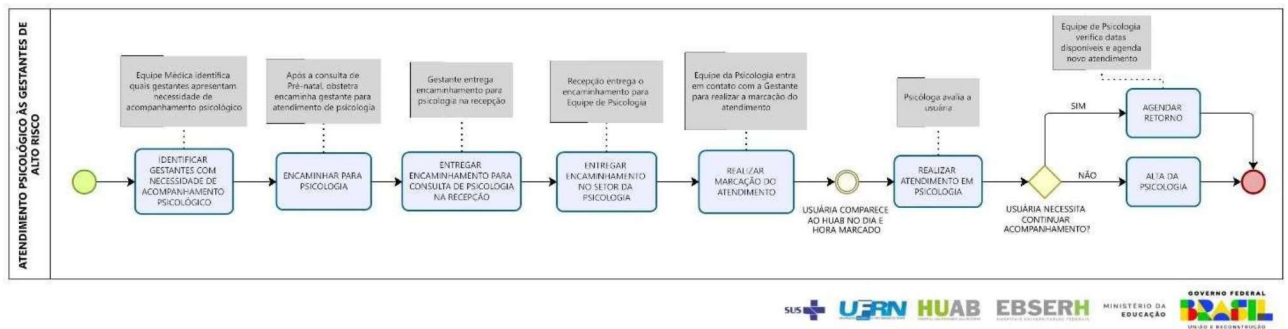 ATENDIMENTO PSICOLÓGICO ÀS GESTANTES DE
ALTO RISCO
Equipe Médica identifica
quais gestantes apresentam
necessidade de
acompanhamento psicológico
IDENTIFICAR
GESTANTES COM
NECESSIDADE DE
ACOMPANHAMENTO
PSICOLÓGICO
Após a consulta de
Pré-natal, obstetra
encaminha gestante para
atendimento de psicologia
ENCAMINHAR PARA
PSICOLOGIA
Gestante entrega
encaminhamento para
psicologia na recepção
ENTREGAR
ENCAMINHAMENTO PARA
CONSULTA DE PSICOLOGIA
NA RECEPÇÃO
Recepção entrega o
encaminhamento para
Equipe de Psicologia
ENTREGAR
ENCAMINHAMENTO
NO SETOR DA
PSICOLOGIA
Equipe da Psicologia entra
em contato com a Gestante
para realizar a marcação do
atendimento
REALIZAR
MARCAÇÃO DO
ATENDIMENTO
USUÁRIA COMPARECE
AO HUAB NO DIA E
HORA MARCADO
Psicóloga avalia a
usuária
REALIZAR
ATENDIMENTO EM
PSICOLOGIA
USUÁRIA NECESSITA
CONTINUAR
ACOMPANHAMENTO?
SIM
NÃO
Equipe de Psicologia
verifica datas
disponíveis e agenda
novo atendimento
AGENDAR
RETORNO
ALTA DA
PSICOLOGIA
SUS
UFRN
HUAB
EBSERH
MINISTÉRIO DA
EDUCAÇÃO
GOVERNO FEDERAL
BRASIL
UNIÃO E RECONSTRUÇÃO